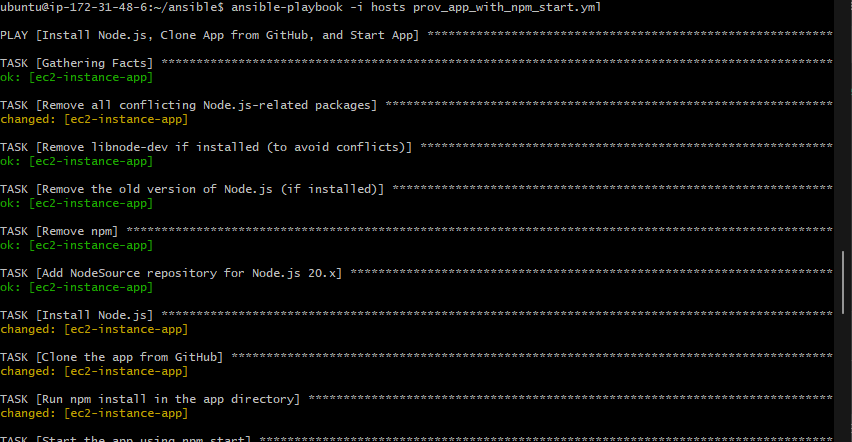 ubuntu@ip-172-31-48-6:~/ansible$ ansible-playbook -i hosts prov_app_with_npm_start.yml
PLAY [Install Node.js, Clone App from GitHub, and Start App] **********************************************************
TASK [Gathering Facts] ************************************************************************************************
ok: [ec2-instance-app]
TASK [Remove all conflicting Node.js-related packages] ****************************************************************
changed: [ec2-instance-app]
TASK [Remove libnode-dev if installed (to avoid conflicts)] ***********************************************************
ok: [ec2-instance-app]
TASK [Remove the old version of Node.js (if installed)] ***************************************************************
ok: [ec2-instance-app]
TASK [Remove npm] *****************************************************************************************************
ok: [ec2-instance-app]
TASK [Add NodeSource repository for Node.js 20.x] *********************************************************************
ok: [ec2-instance-app]
TASK [Install Node.js] ************************************************************************************************
changed: [ec2-instance-app]
TASK [Clone the app from GitHub] **************************************************************************************
changed: [ec2-instance-app]
TASK [Run npm install in the app directory] ***************************************************************************
changed: [ec2-instance-app]
TASK [Start the app using npm start] **********************************************************************************